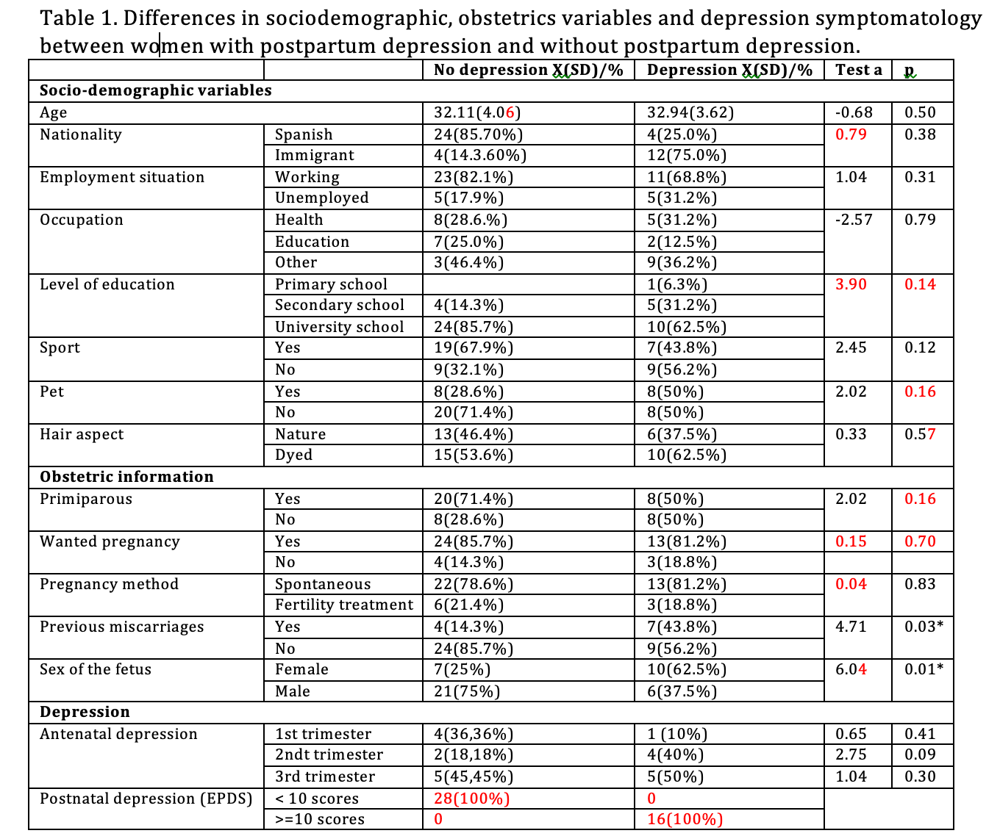 Table 1. Differences in sociodemographic, obstetrics variables and depression symptomatology
between women with postpartum depression and without postpartum depression.
No depression X(SD)/% Depression X(SD)/% Test a p
Socio-demographic variables
Age 32.11(4.06) 32.94(3.62) -0.68 0.50
Nationality Spanish 24(85.70%) 4(25.0%) 0.79 0.38
Immigrant 4(14.3.60%) 12(75.0%)
Employment situation Working 23(82.1%) 11(68.8%) 1.04 0.31
Unemployed 5(17.9%) 5(31.2%)
Occupation Health 8(28.6.%) 5(31.2%) -2.57 0.79
Education 7(25.0%) 2(12.5%)
Other 3(46.4%) 9(36.2%)
Level of education Primary school 1(6.3%) 3.90 0.14
Secondary school 4(14.3%) 5(31.2%)
University school 24(85.7%) 10(62.5%)
Sport Yes 19(67.9%) 7(43.8%) 2.45 0.12
No 9(32.1%) 9(56.2%)
Pet Yes 8(28.6%) 8(50%) 2.02 0.16
No 20(71.4%) 8(50%)
Hair aspect Nature 13(46.4%) 6(37.5%) 0.33 0.57
Dyed 15(53.6%) 10(62.5%)
Obstetric information
Primiparous Yes 20(71.4%) 8(50%) 2.02 0.16
No 8(28.6%) 8(50%)
Wanted pregnancy Yes 24(85.7%) 13(81.2%) 0.15 0.70
No 4(14.3%) 3(18.8%)
Pregnancy method Spontaneous 22(78.6%) 13(81.2%) 0.04 0.83
Fertility treatment 6(21.4%) 3(18.8%)
Previous miscarriages Yes 4(14.3%) 7(43.8%) 4.71 0.03*
No 24(85.7%) 9(56.2%)
Sex of the fetus Female 7(25%) 10(62.5%) 6.04 0.01*
Male 21(75%) 6(37.5%)
Depression
Antenatal depression 1st trimester 4(36,36%) 1 (10%) 0.65 0.41
2ndt trimester 2(18,18%) 4(40%) 2.75 0.09
3rd trimester 5(45,45%) 5(50%) 1.04 0.30
Postnatal depression (EPDS) < 10 scores 28(100%) 0
>=10 scores 0 16(100%)